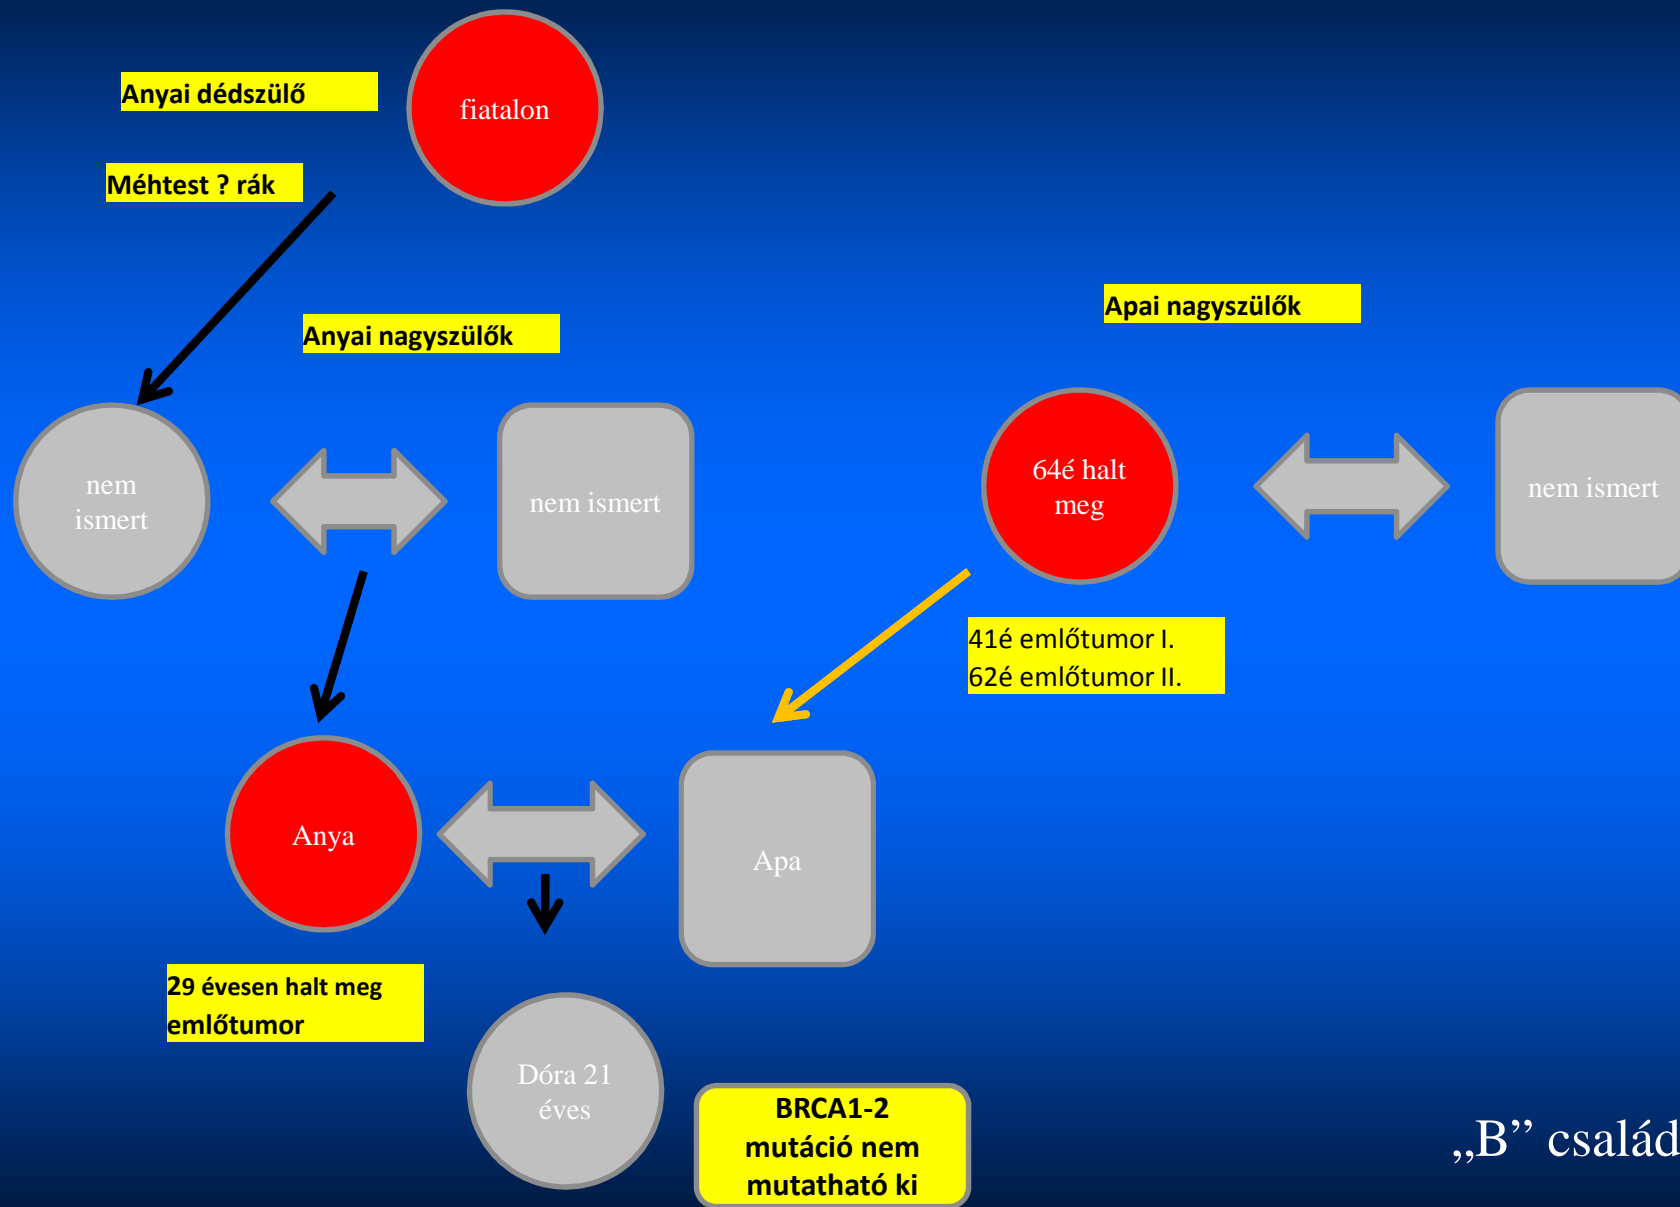 Anyai dédszülő
fiatalon
Méhtest ? rák
Apai nagyszülők
Anyai nagyszülők
nem
ismert
nem ismert
64é halt
meg
nem ismert
41é emlőtumor I.
62é emlőtumor II.
Anya
Apa
29 évesen halt meg
emlőtumor
Dóra 21
éves
BRCA1-2
mutáció nem
mutatható ki
„B” család